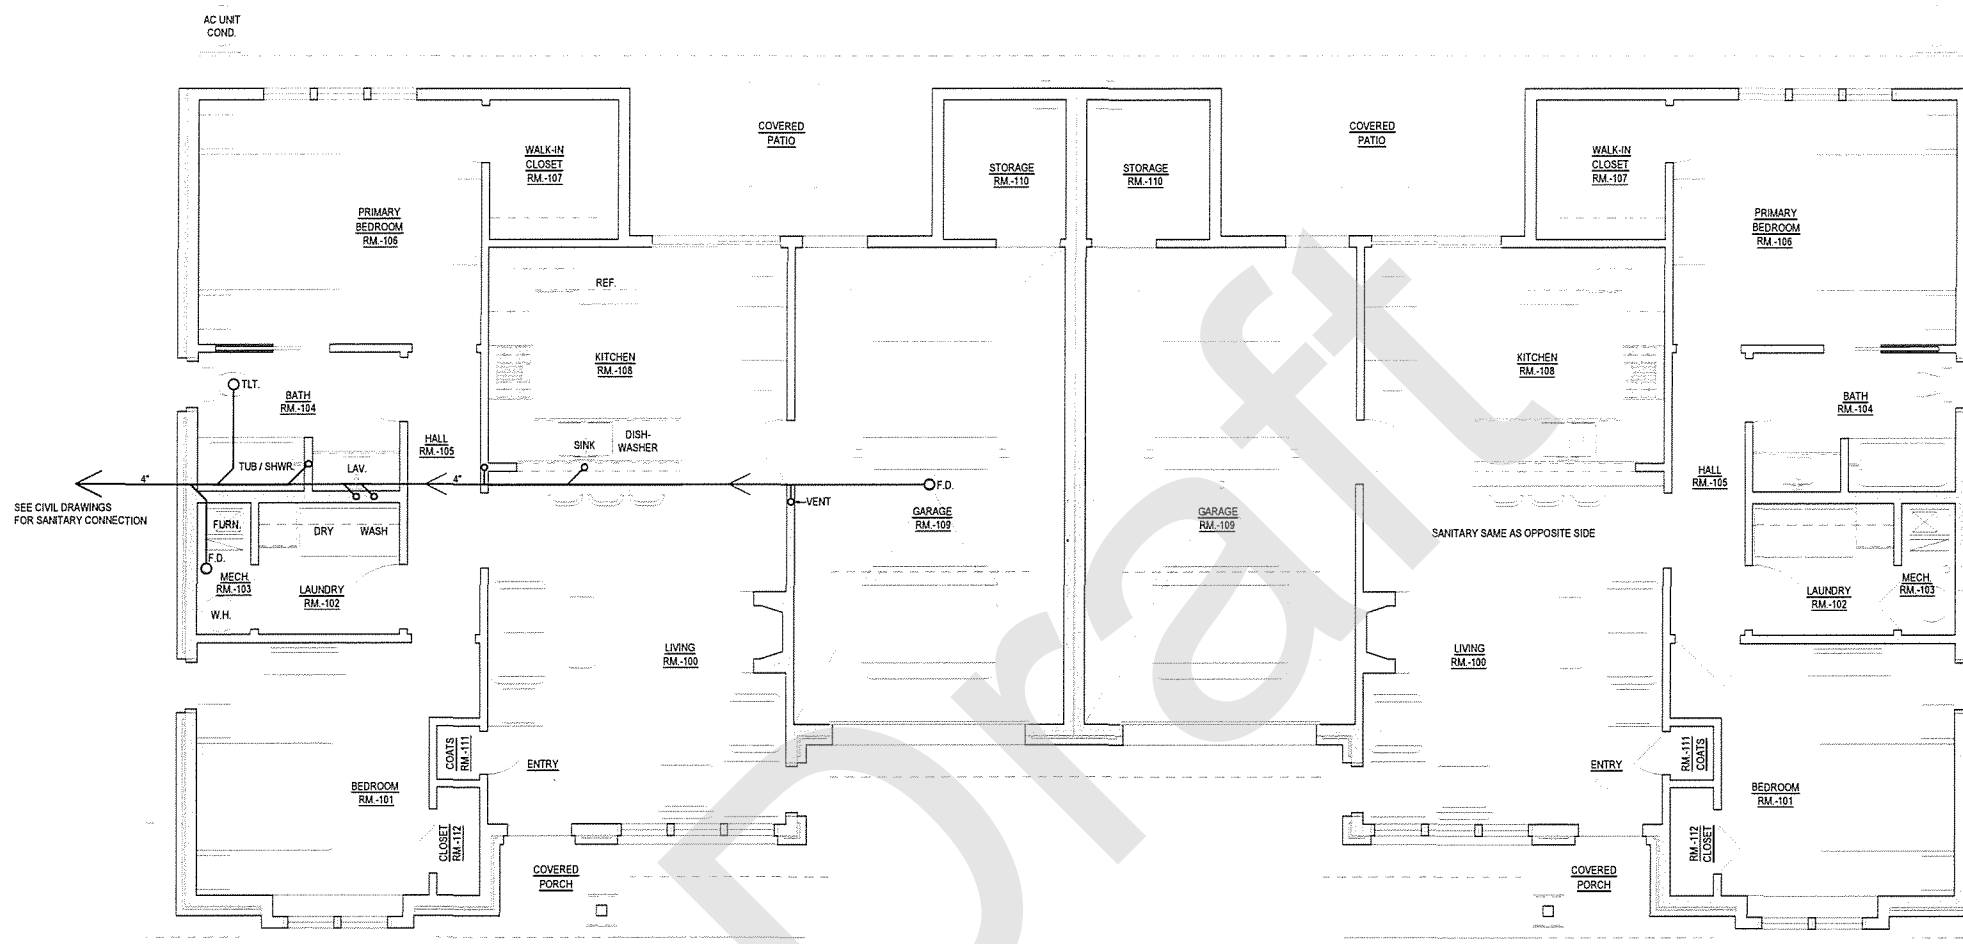 AC UNIT
COND.
COVERED
PATIO
COVERED
PATIO
WALK-IN
CLOSET
RM.-107
STORAGE
RM.-110
STORAGE
RM.-110
WALK-IN
CLOSET
RM.-107
PRIMARY
BEDROOM
RM.-106
PRIMARY
BEDROOM
RM.-106
REF.
KITCHEN
RM.-108
KITCHEN
RM.-108
TLT.
BATH
RM.-104
BATH
RM.-104
HALL
RM.-105
SINK
DISH-
WASHER
TUB / SHWR.
LAV.
4"
4"
HALL
RM.-105
F.D.
VENT
SEE CIVIL DRAWINGS
FOR SANITARY CONNECTION
GARAGE
RM.-109
GARAGE
RM.-109
SANITARY SAME AS OPPOSITE SIDE
FURN.
DRY
WASH
F.D.
MECH.
RM.-103
LAUNDRY
RM.-102
W.H.
LAUNDRY
RM.-102
MECH.
RM.-103
LIVING
RM.-100
LIVING
RM.-100
COATS
RM.-111
ENTRY
ENTRY
RM.-111
COATS
BEDROOM
RM.-101
BEDROOM
RM.-101
CLOSET
RM.-112
RM.-112
CLOSET
COVERED
PORCH
COVERED
PORCH
Draft